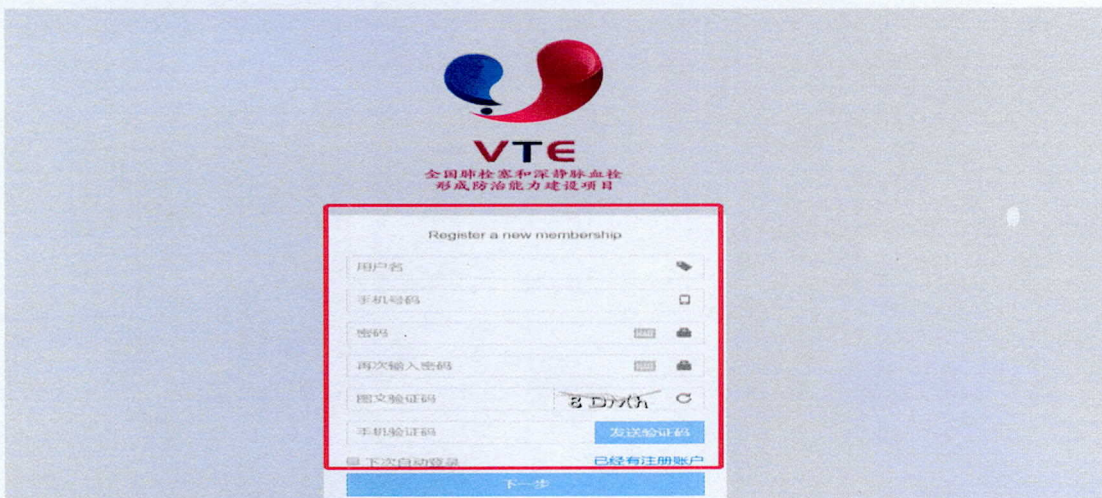 VTE
全国肺栓塞和深静脉血栓
形成防治能力建设项目
Register a new membership
用户名
手机号码
密码
再次输入密码
图文验证码
手机验证码 发送验证码
下次自动登录 已经有注册账户
下一步